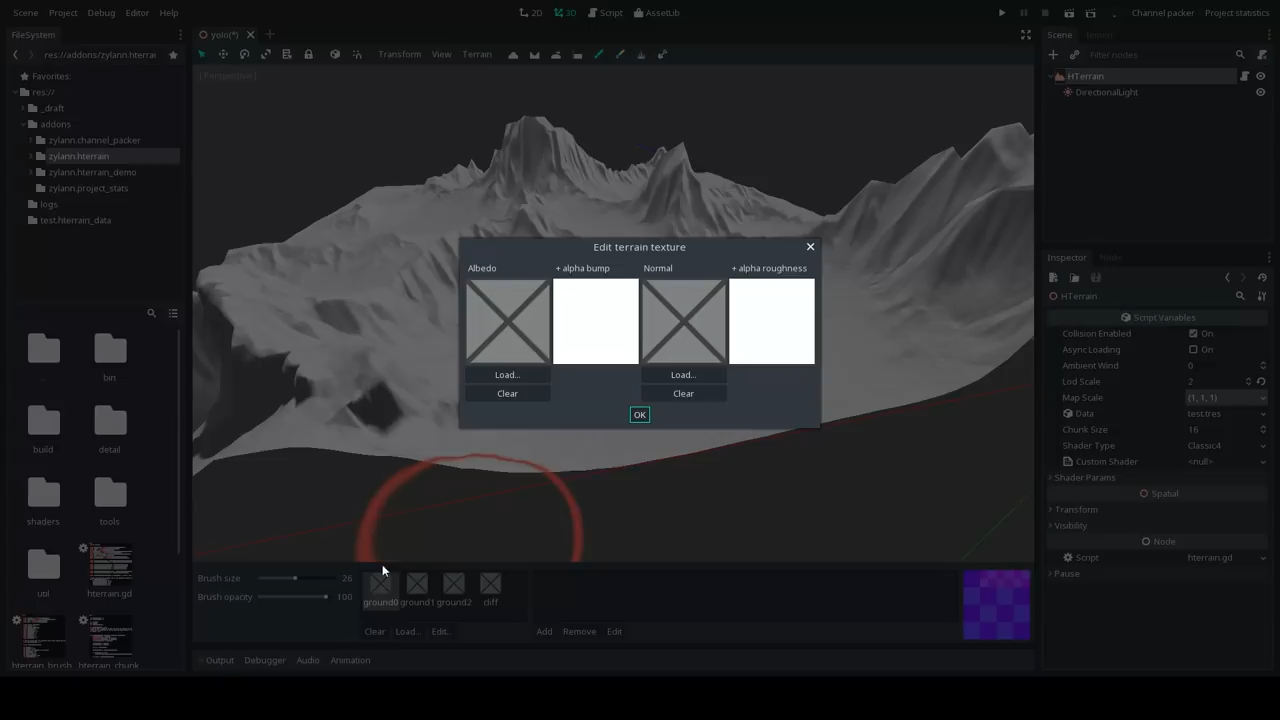 Scene Project Debug Editor Help
2D 3D Script AssetLib
Channel packer Project statistics
FileSystem
yolo(*)
Scene
res://addons/zylann.hterrai
Transform View Terrain
Filter nodes
[ Perspective ]
Favorites:
res://
_draft
addons
zylann.channel_packer
zylann.hterrain
zylann.hterrain_demo
zylann.project_stats
logs
test.hterrain_data
HTerrain
DirectionalLight
Edit terrain texture
Albedo + alpha bump Normal + alpha roughness
Load... Load...
Clear Clear
OK
..
bin
build
detail
shaders
tools
util
hterrain.gd
hterrain_brush
hterrain_chunk
Inspector Node
HTerrain
Script Variables
Collision Enabled On
Async Loading On
Ambient Wind 0
Lod Scale 2
Map Scale (1, 1, 1)
Data test.tres
Chunk Size 16
Shader Type Classic4
Custom Shader <null>
Shader Params
Spatial
Transform
Visibility
Node
Script hterrain.gd
Pause
Brush size 26
Brush opacity 100
ground0 ground1 ground2 cliff
Clear Load... Edit..
Add Remove Edit
Output Debugger Audio Animation